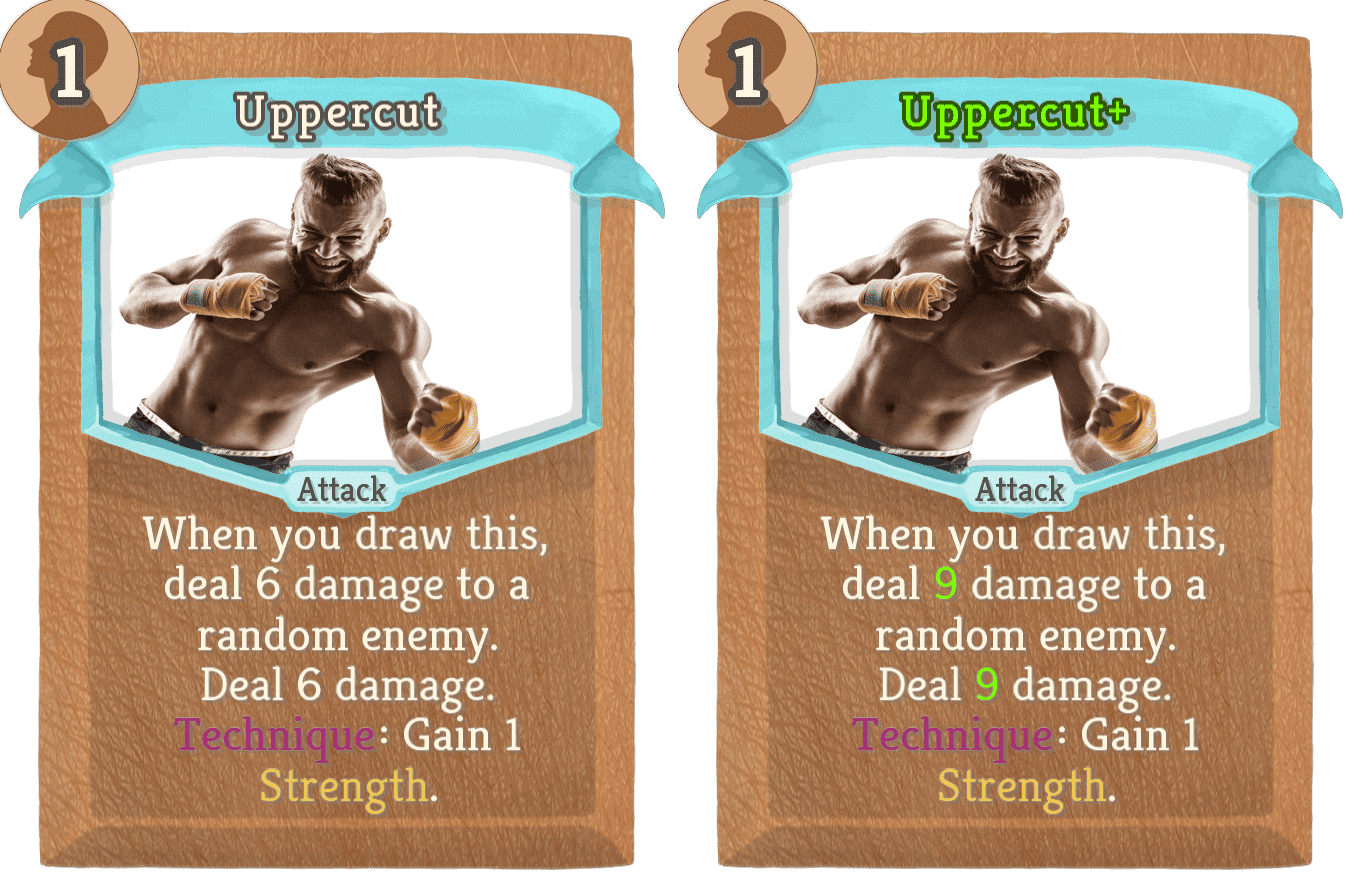 1
Uppercut
Attack
When you draw this,
deal 6 damage to a
random enemy.
Deal 6 damage.
Technique: Gain 1
Strength.
1
Uppercut+
Attack
When you draw this,
deal 9 damage to a
random enemy.
Deal 9 damage.
Technique: Gain 1
Strength.